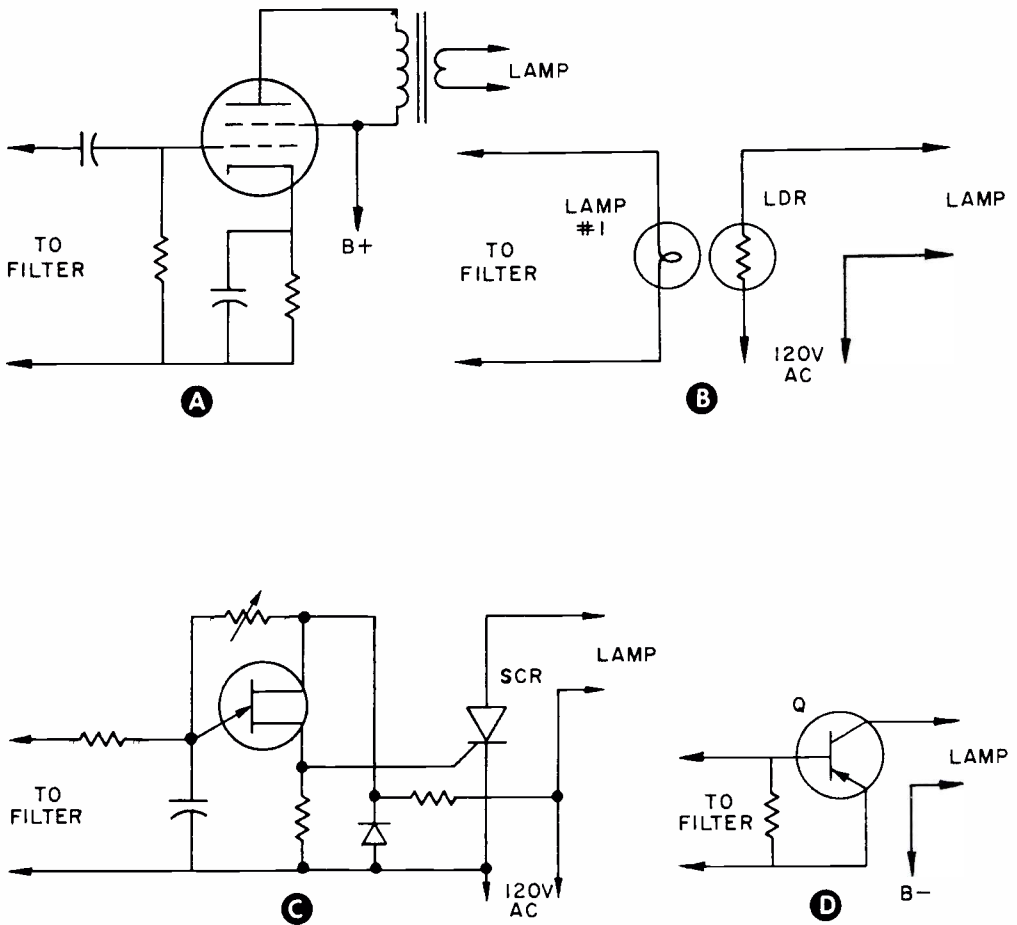 LAMP
TO
FILTER
B+
A
TO
FILTER
LAMP
#1
LDR
LAMP
120V
AC
B
TO
FILTER
SCR
LAMP
120V
AC
C
Q
TO
FILTER
LAMP
B−
D